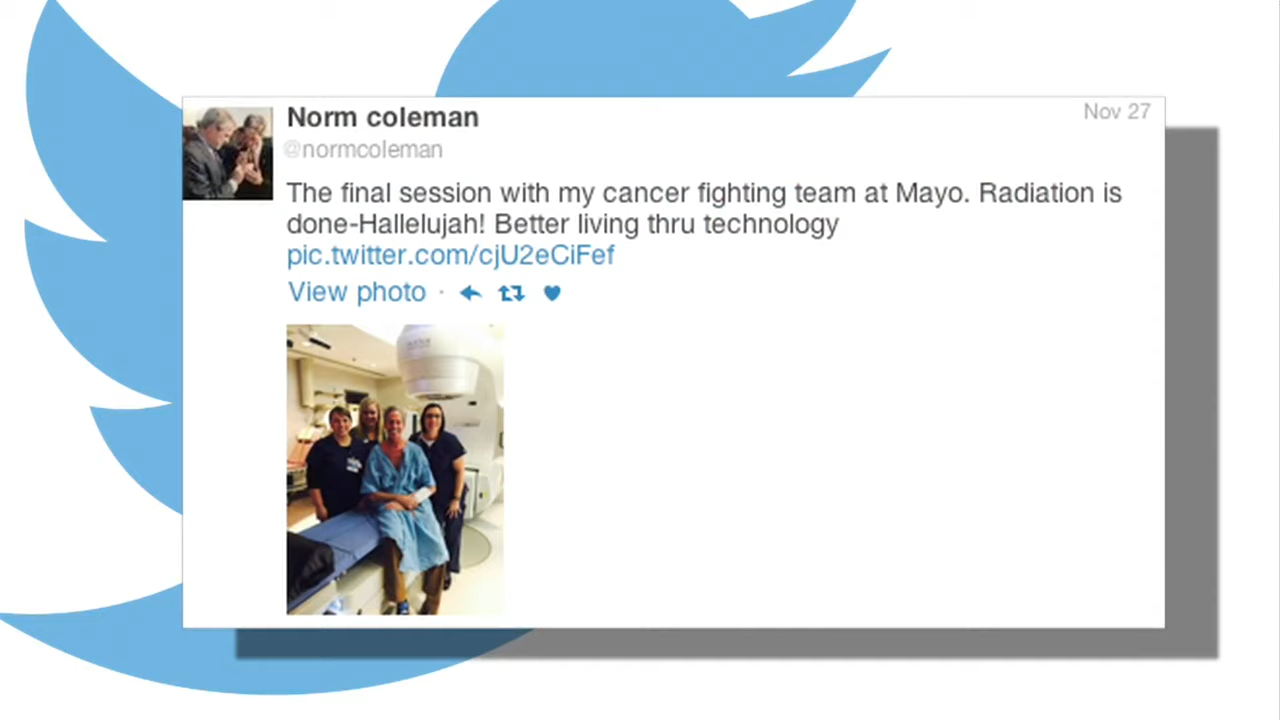 Norm coleman
Nov 27
@normcoleman
The final session with my cancer fighting team at Mayo. Radiation is
done-Hallelujah! Better living thru technology
pic.twitter.com/cjU2eCiFef
View photo ·